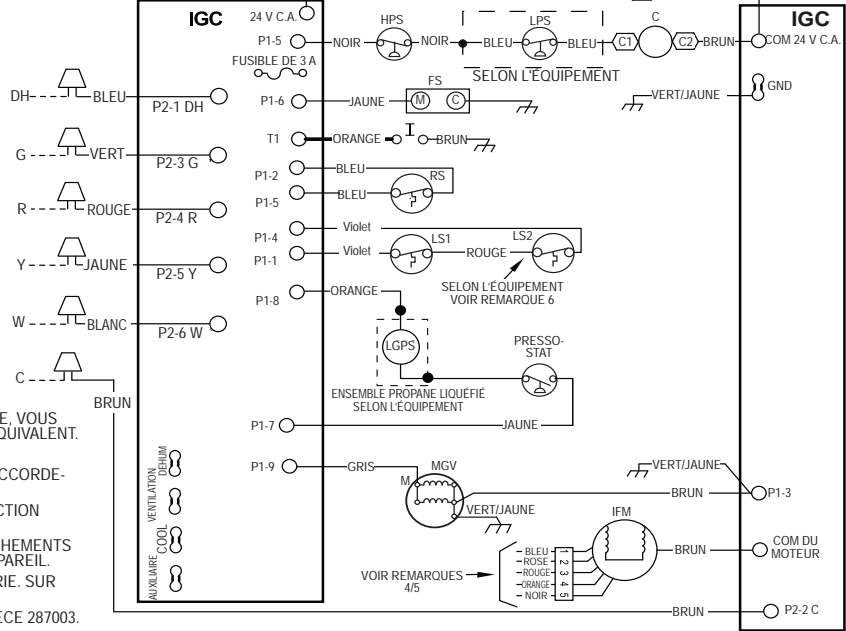 IGC
24 V C.A.
P1-5
NOIR
HPS
NOIR
BLEU
LPS
BLEU
C1
C
C2
BRUN
IGC
COM 24 V C.A.
FUSIBLE DE 3 A
SELON L'ÉQUIPEMENT
DH
BLEU
P2-1 DH
P1-6
JAUNE
FS
M
C
VERT/JAUNE
GND
T1
ORANGE
I
BRUN
G
VERT
P2-3 G
P1-2
BLEU
RS
P1-5
BLEU
R
ROUGE
P2-4 R
P1-4
Violet
P1-1
Violet
LS1
ROUGE
LS2
SELON L'ÉQUIPEMENT
VOIR REMARQUE 6
Y
JAUNE
P2-5 Y
P1-8
ORANGE
W
BLANC
P2-6 W
LGPS
PRESSO-
STAT
ENSEMBLE PROPANE LIQUÉFIÉ
SELON L'ÉQUIPEMENT
C
BRUN
P1-7
JAUNE
E, VOUS
QUIVALENT.
CCORDE-
CTION
HEMENTS
PAREIL.
RIE. SUR
ÈCE 287003.
DEHUM
VENTILATION
COOL
AUXILIAIRE
P1-9
GRIS
M
MGV
VERT/JAUNE
VERT/JAUNE
BRUN
P1-3
IFM
BLEU 1
ROSE 2
ROUGE 3
ORANGE 4
NOIR 5
VOIR REMARQUES
4/5
BRUN
COM DU
MOTEUR
BRUN
P2-2 C